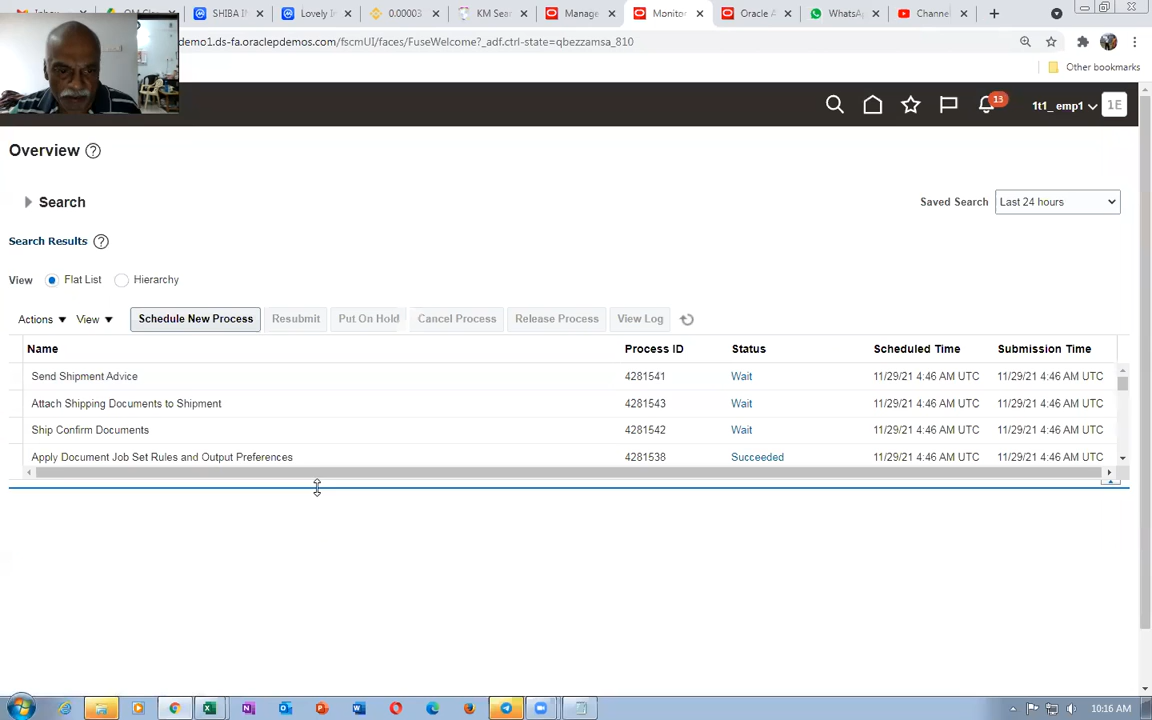 SHIBA IN
Lovely In
0.00003
KM Sear
Manage
Monitor
Oracle A
WhatsA
Channe
demo1.ds-fa.oraclepdemos.com/fscmUI/faces/FuseWelcome?_adf.ctrl-state=qbezzamsa_810
Other bookmarks
13
1t1_ emp1
1E
Overview
Search
Saved Search
Last 24 hours
Search Results
View
Flat List
Hierarchy
Actions
View
Schedule New Process
Resubmit
Put On Hold
Cancel Process
Release Process
View Log
Name Process ID Status Scheduled Time Submission Time
Send Shipment Advice 4281541 Wait 11/29/21 4:46 AM UTC 11/29/21 4:46 AM UTC
Attach Shipping Documents to Shipment 4281543 Wait 11/29/21 4:46 AM UTC 11/29/21 4:46 AM UTC
Ship Confirm Documents 4281542 Wait 11/29/21 4:46 AM UTC 11/29/21 4:46 AM UTC
Apply Document Job Set Rules and Output Preferences 4281538 Succeeded 11/29/21 4:46 AM UTC 11/29/21 4:46 AM UTC
10:16 AM